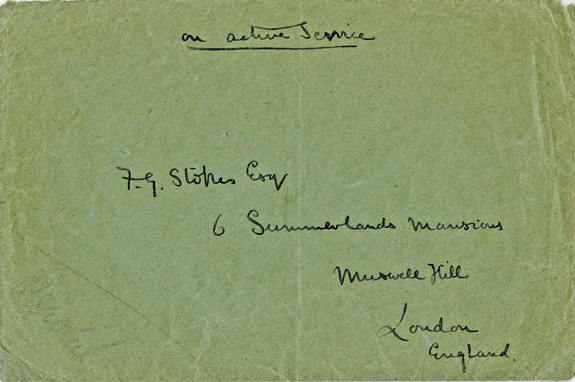 on active Service
F.G. Stokes Esq
6 Summerlands Mansions
Muswell Hill
London
England.